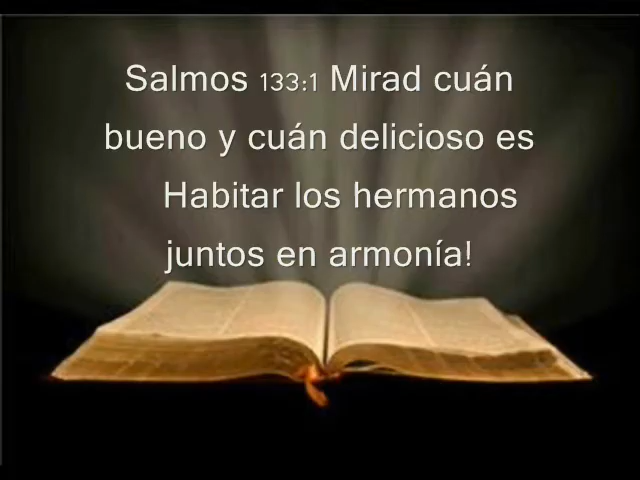 Salmos 133:1 Mirad cuán
bueno y cuán delicioso es
Habitar los hermanos
juntos en armonía!